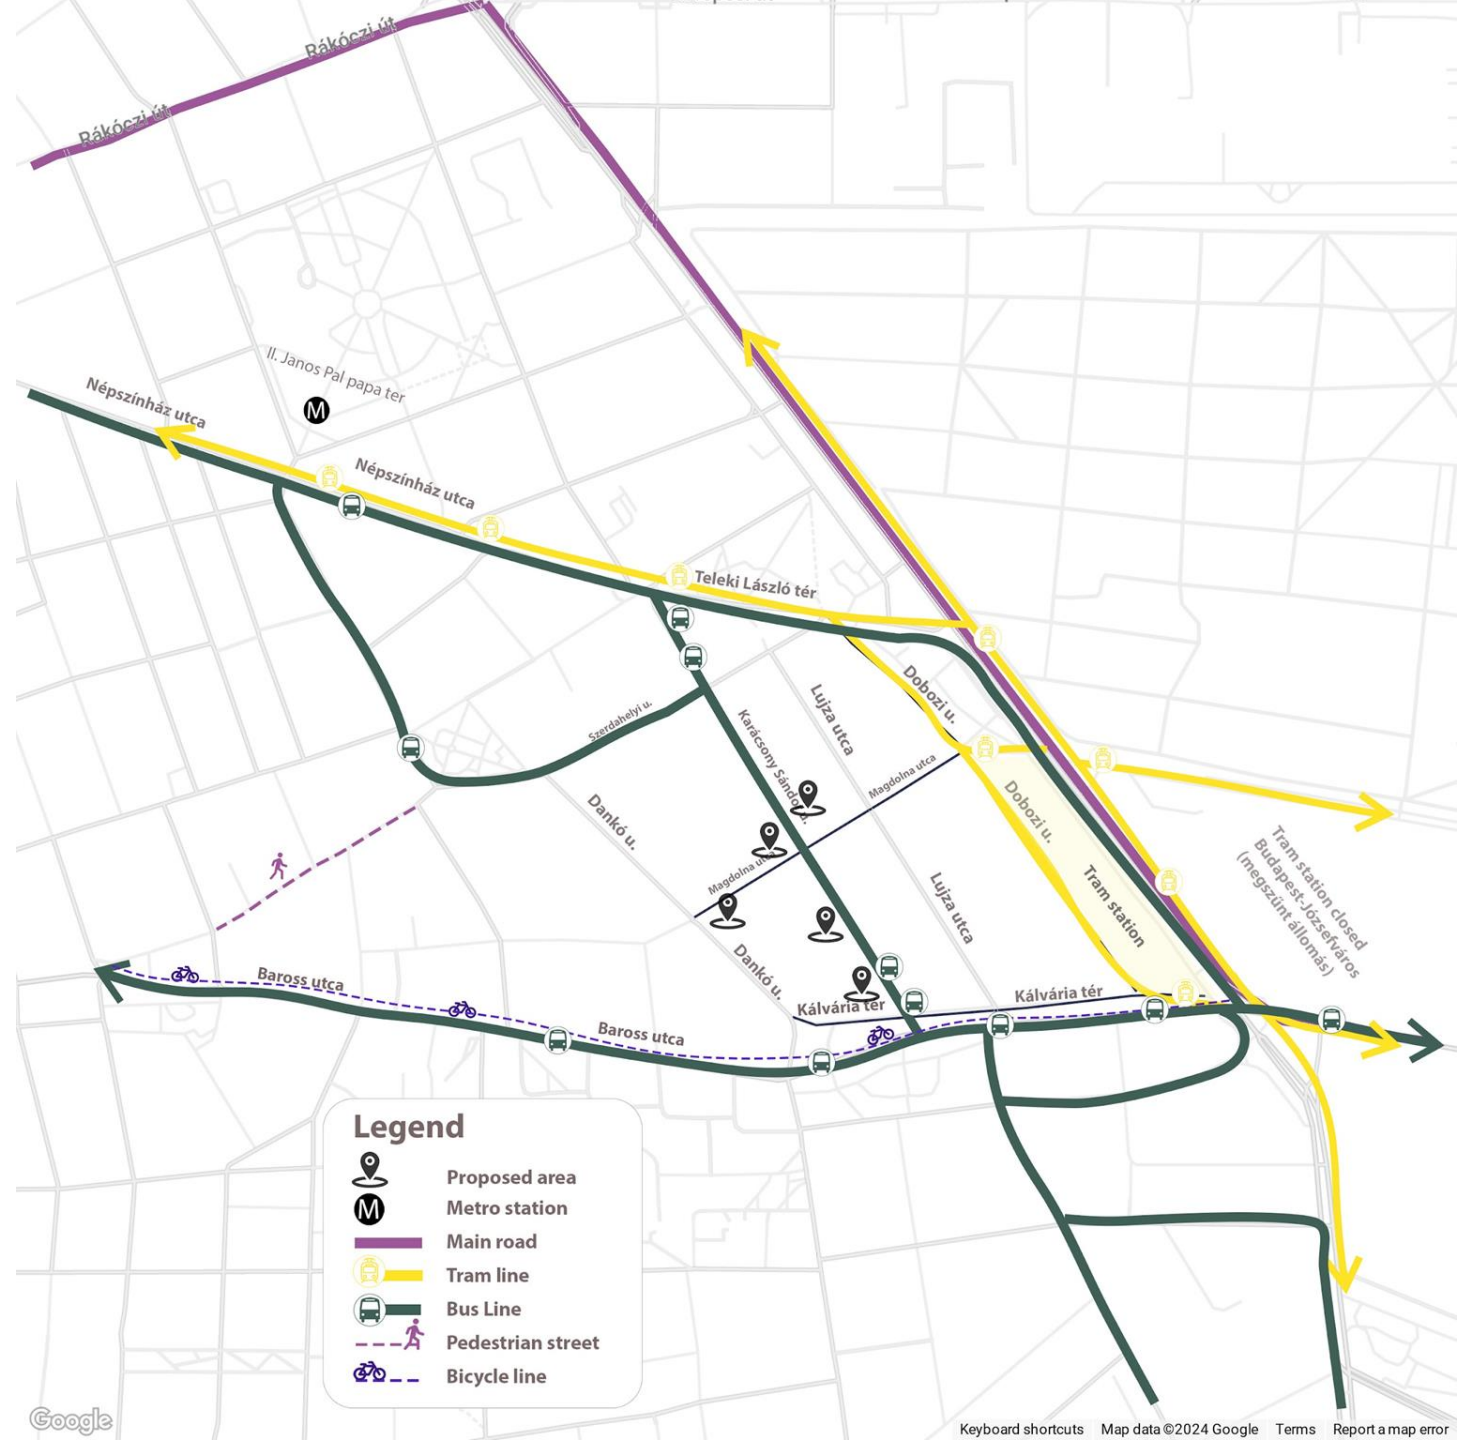 Rákóczi út
Rákóczi út
II. Janos Pal papa ter
M
Népszínház utca
Népszínház utca
Teleki László tér
Dobozi u.
Lujza utca
Szerdahelyi u.
Karácsony Sándor u.
Magdolna utca
Dankó u.
Dobozi u.
Tram station closed
Budapest-Józsefváros
(megszűnt állomás)
Magdolna utca
Lujza utca
Tram station
Dankó u.
Baross utca
Kálvária tér
Kálvária tér
Baross utca
Legend
Proposed area
M Metro station
Main road
Tram line
Bus Line
Pedestrian street
Bicycle line
Google
Keyboard shortcuts Map data ©2024 Google Terms Report a map error